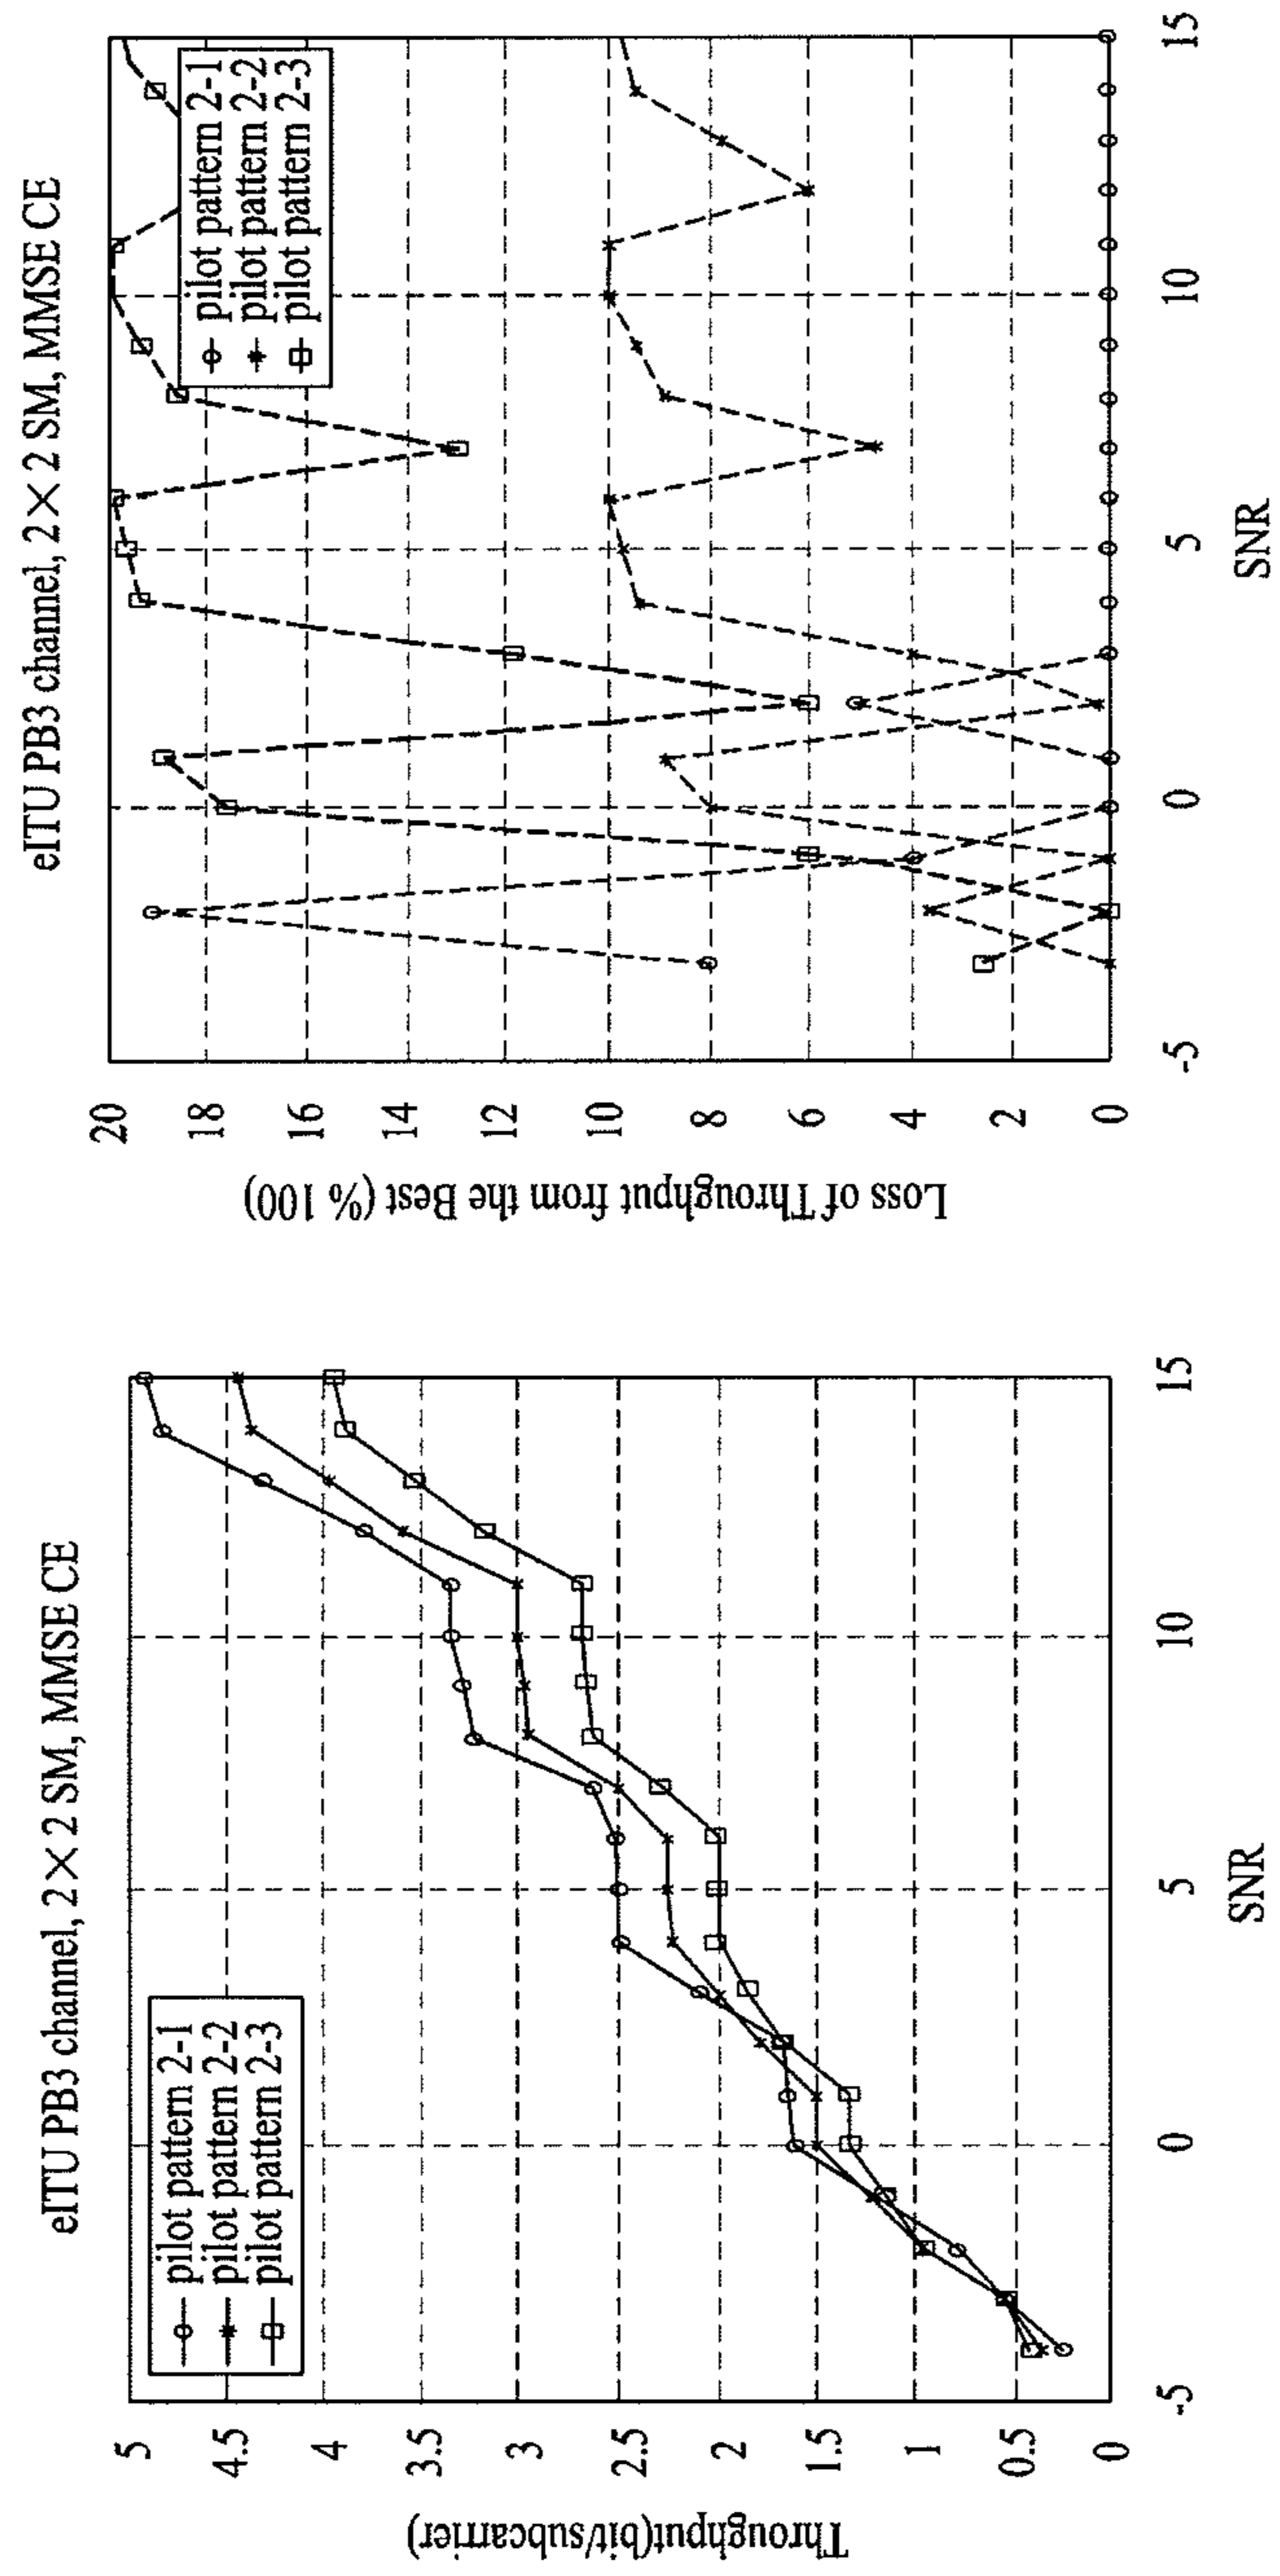 eITU PB3 channel, 2×2 SM, MMSE CE
pilot pattern 2-1
pilot pattern 2-2
pilot pattern 2-3
5
4.5
4
3.5
3
2.5
2
1.5
1
0.5
0
Throughput(bit/subcarrier)
-5
0
5
10
15
SNR
eITU PB3 channel, 2×2 SM, MMSE CE
pilot pattern 2-1
pilot pattern 2-2
pilot pattern 2-3
20
18
16
14
12
10
8
6
4
2
0
Loss of Throughput from the Best (% 100)
-5
0
5
10
15
SNR